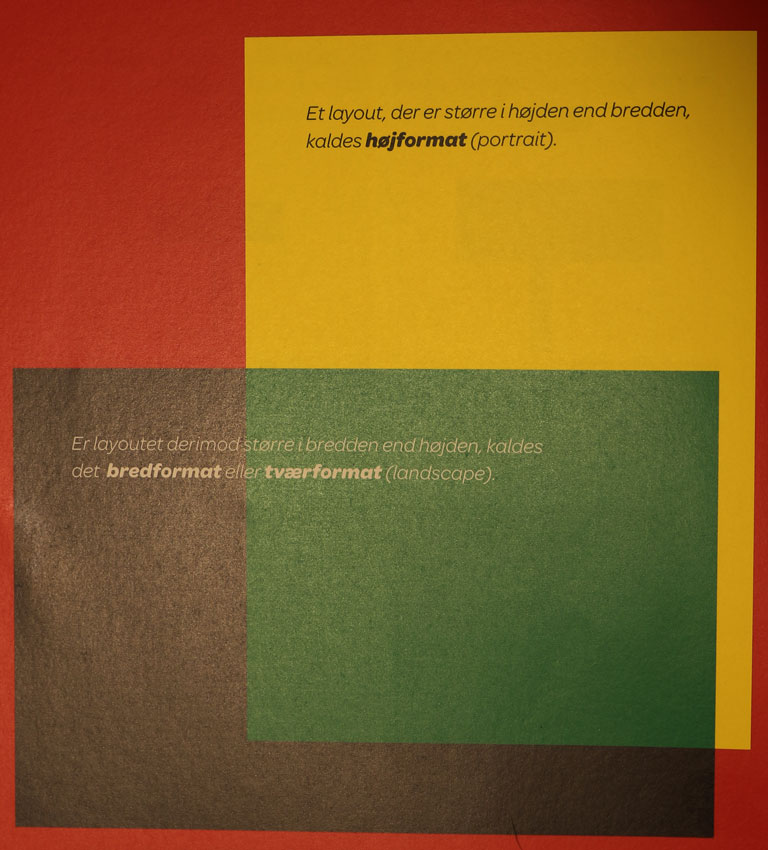 Et layout, der er større i højden end bredden,
kaldes højformat (portrait).
Er layoutet derimod større i bredden end højden, kaldes
det bredformat eller tværformat (landscape).